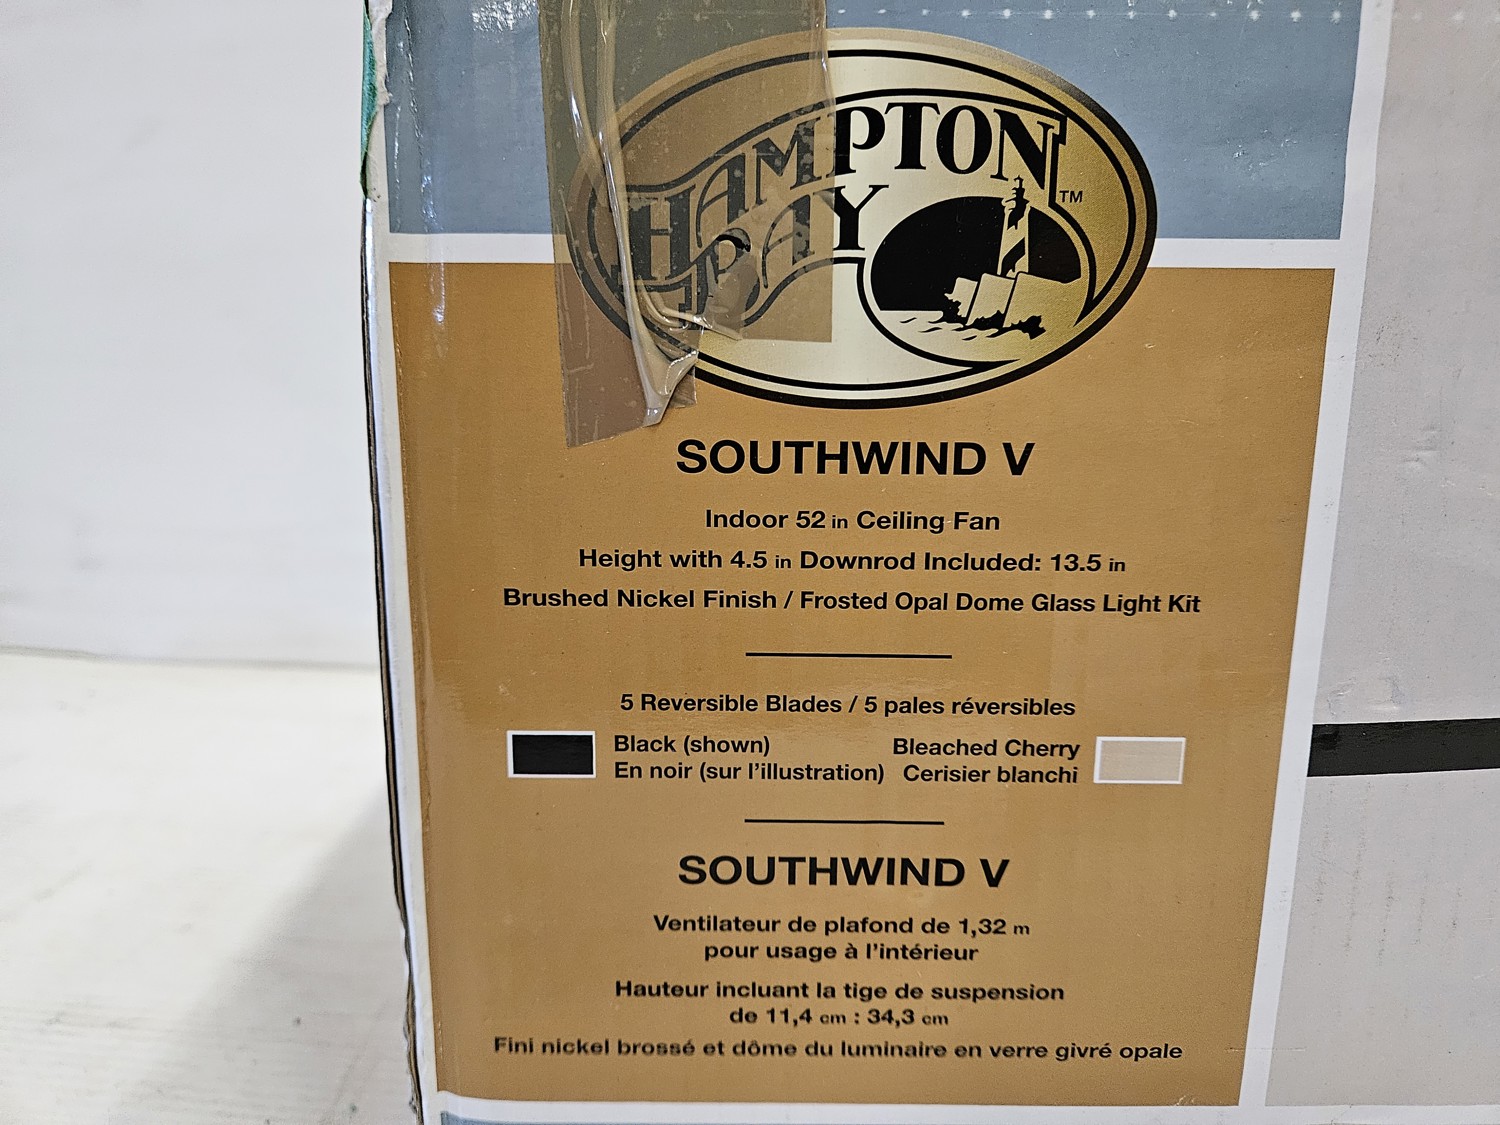 HAMPTON
BAY™
SOUTHWIND V
Indoor 52 in Ceiling Fan
Height with 4.5 in Downrod Included: 13.5 in
Brushed Nickel Finish / Frosted Opal Dome Glass Light Kit
5 Reversible Blades / 5 pales réversibles
Black (shown) Bleached Cherry
En noir (sur l'illustration) Cerisier blanchi
SOUTHWIND V
Ventilateur de plafond de 1,32 m
pour usage à l'intérieur
Hauteur incluant la tige de suspension
de 11,4 cm : 34,3 cm
Fini nickel brossé et dôme du luminaire en verre givré opale